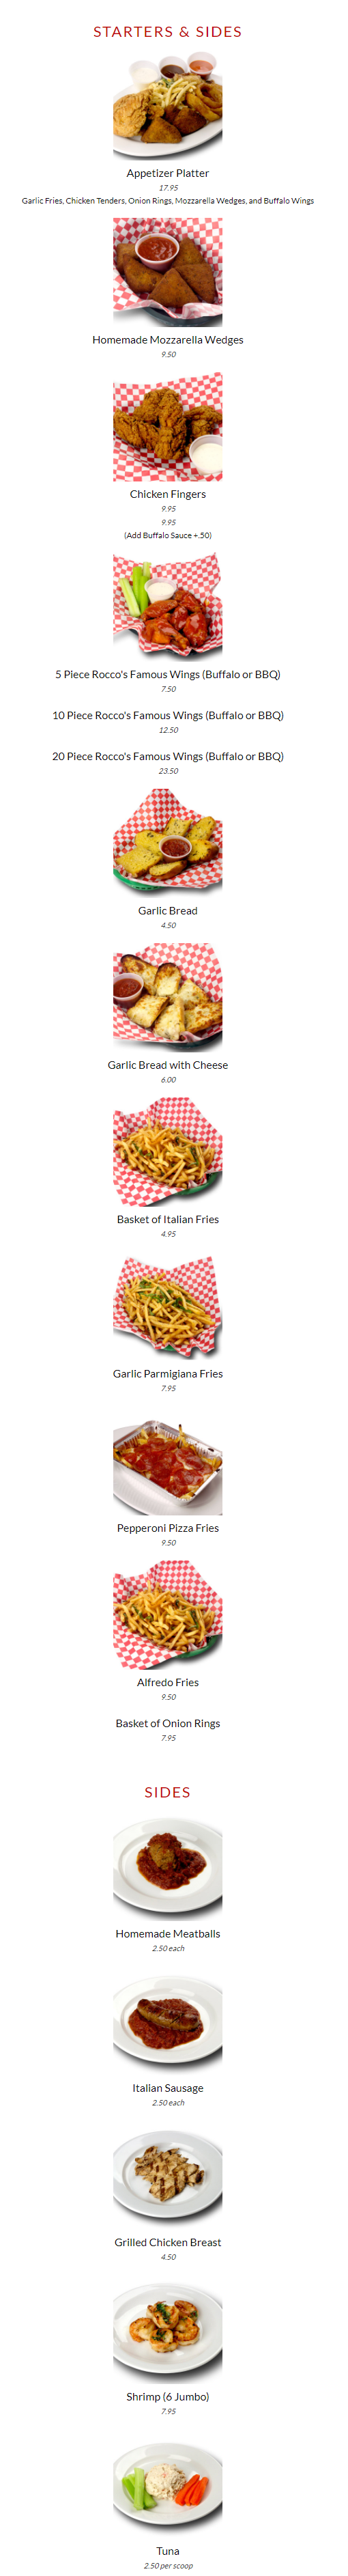 STARTERS & SIDES
Appetizer Platter
17.95
Garlic Fries, Chicken Tenders, Onion Rings, Mozzarella Wedges, and Buffalo Wings
Homemade Mozzarella Wedges
9.50
Chicken Fingers
9.95
9.95
(Add Buffalo Sauce +.50)
5 Piece Rocco's Famous Wings (Buffalo or BBQ)
7.50
10 Piece Rocco's Famous Wings (Buffalo or BBQ)
12.50
20 Piece Rocco's Famous Wings (Buffalo or BBQ)
23.50
Garlic Bread
4.50
Garlic Bread with Cheese
6.00
Basket of Italian Fries
4.95
Garlic Parmigiana Fries
7.95
Pepperoni Pizza Fries
9.50
Alfredo Fries
9.50
Basket of Onion Rings
7.95
SIDES
Homemade Meatballs
2.50 each
Italian Sausage
2.50 each
Grilled Chicken Breast
4.50
Shrimp (6 Jumbo)
7.95
Tuna
2.50 per scoop